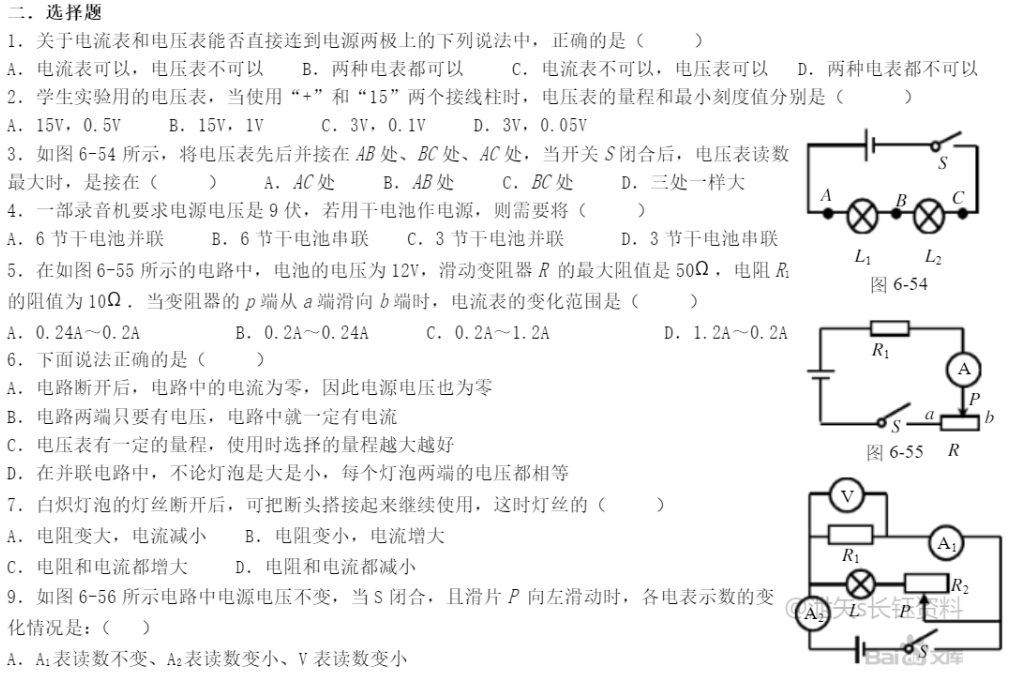 二．选择题
1．关于电流表和电压表能否直接连到电源两极上的下列说法中，正确的是（　　）
A．电流表可以，电压表不可以 B．两种电表都可以 C．电流表不可以，电压表可以 D．两种电表都不可以
2．学生实验用的电压表，当使用“+”和“15”两个接线柱时，电压表的量程和最小刻度值分别是（　　）
A．15V，0.5V B．15V，1V C．3V，0.1V D．3V，0.05V
3．如图 6-54 所示，将电压表先后并接在 AB 处、BC 处、AC 处，当开关 S 闭合后，电压表读数
最大时，是接在（　　） A．AC 处 B．AB 处 C．BC 处 D．三处一样大
4．一部录音机要求电源电压是 9 伏，若用干电池作电源，则需要将（　　）
A．6 节干电池并联 B．6 节干电池串联 C．3 节干电池并联 D．3 节干电池串联
5．在如图 6-55 所示的电路中，电池的电压为 12V，滑动变阻器 R 的最大阻值是 50Ω，电阻 R₁
的阻值为 10Ω．当变阻器的 p 端从 a 端滑向 b 端时，电流表的变化范围是（　　）
A．0.24A～0.2A B．0.2A～0.24A C．0.2A～1.2A D．1.2A～0.2A
6．下面说法正确的是（　　）
A．电路断开后，电路中的电流为零，因此电源电压也为零
B．电路两端只要有电压，电路中就一定有电流
C．电压表有一定的量程，使用时选择的量程越大越好
D．在并联电路中，不论灯泡是大是小，每个灯泡两端的电压都相等
7．白炽灯泡的灯丝断开后，可把断头搭接起来继续使用，这时灯丝的（　　）
A．电阻变大，电流减小 B．电阻变小，电流增大
C．电阻和电流都增大 D．电阻和电流都减小
9．如图 6-56 所示电路中电源电压不变，当 S 闭合，且滑片 P 向左滑动时，各电表示数的变
化情况是:（　　）
A．A₁表读数不变、A₂表读数变小、V 表读数变小
S
A B C
L₁ L₂
图 6-54
R₁
A
P
S a b
图 6-55 R
V
R₁ A₁
R₂
L P
A₂
S
s长钰资料
Bai 文库